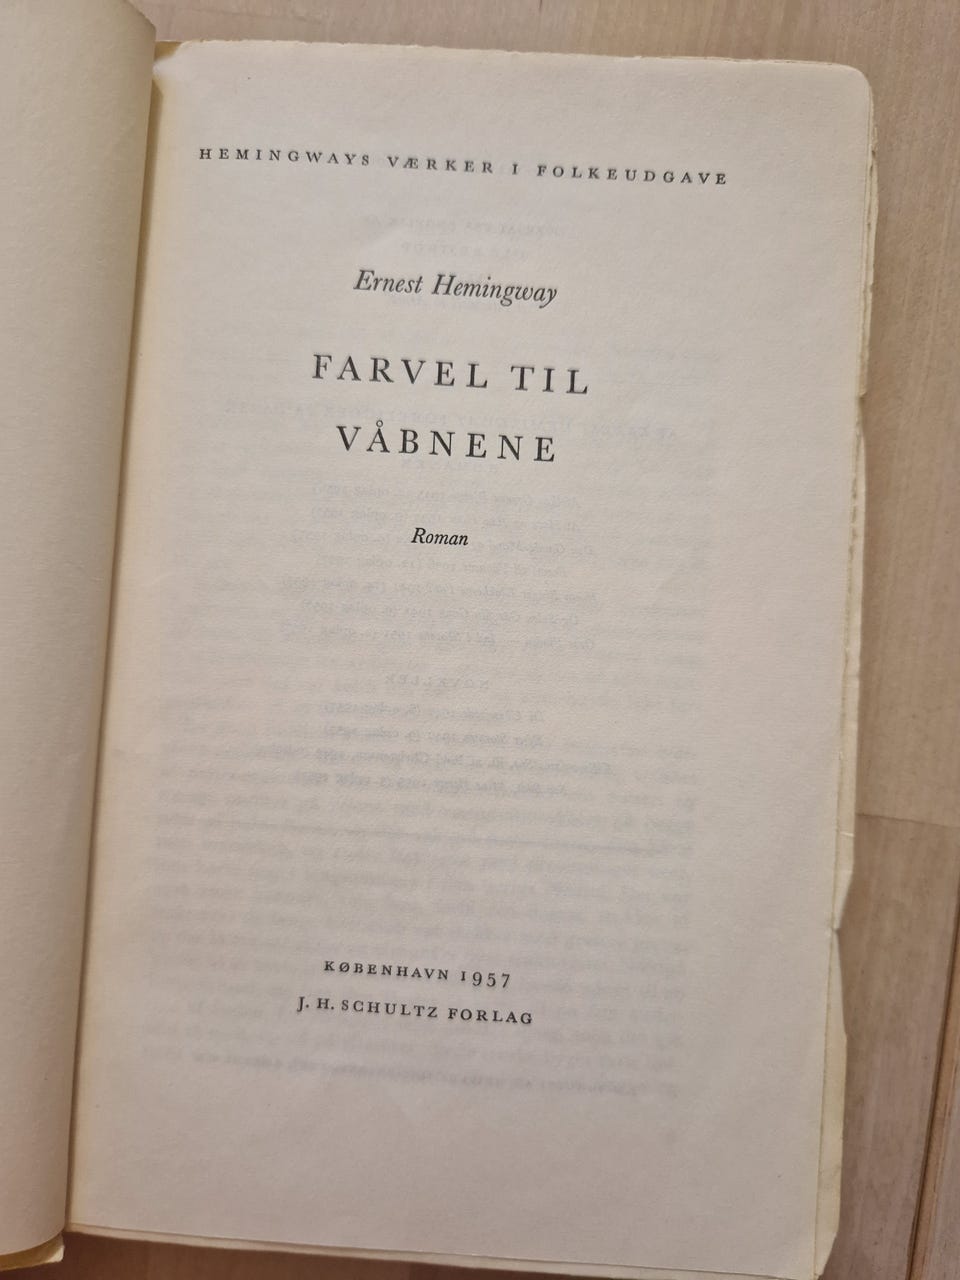 HEMINGWAYS VÆRKER I FOLKEUDGAVE
Ernest Hemingway
FARVEL TIL
VÅBNENE
Roman
KØBENHAVN 1957
J. H. SCHULTZ FORLAG